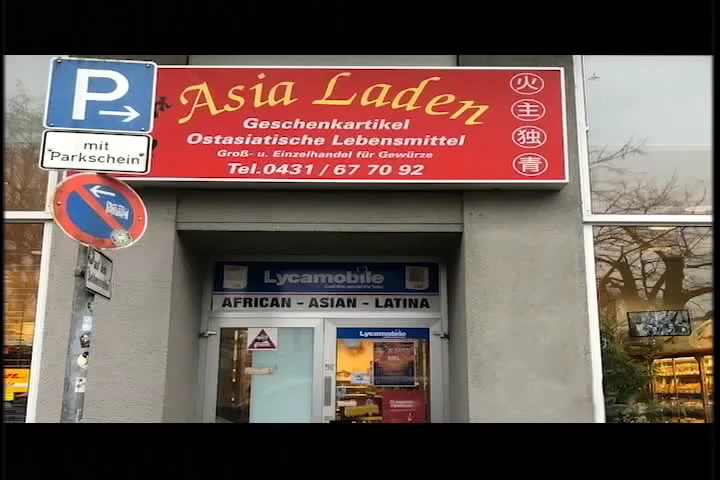 P
mit
Parkschein
Asia Laden
Geschenkartikel
Ostasiatische Lebensmittel
Groß- u. Einzelhandel für Gewürze
Tel.0431 / 67 70 92
火
主
独
青
Lycamobile
AFRICAN - ASIAN - LATINA
Lycamobile